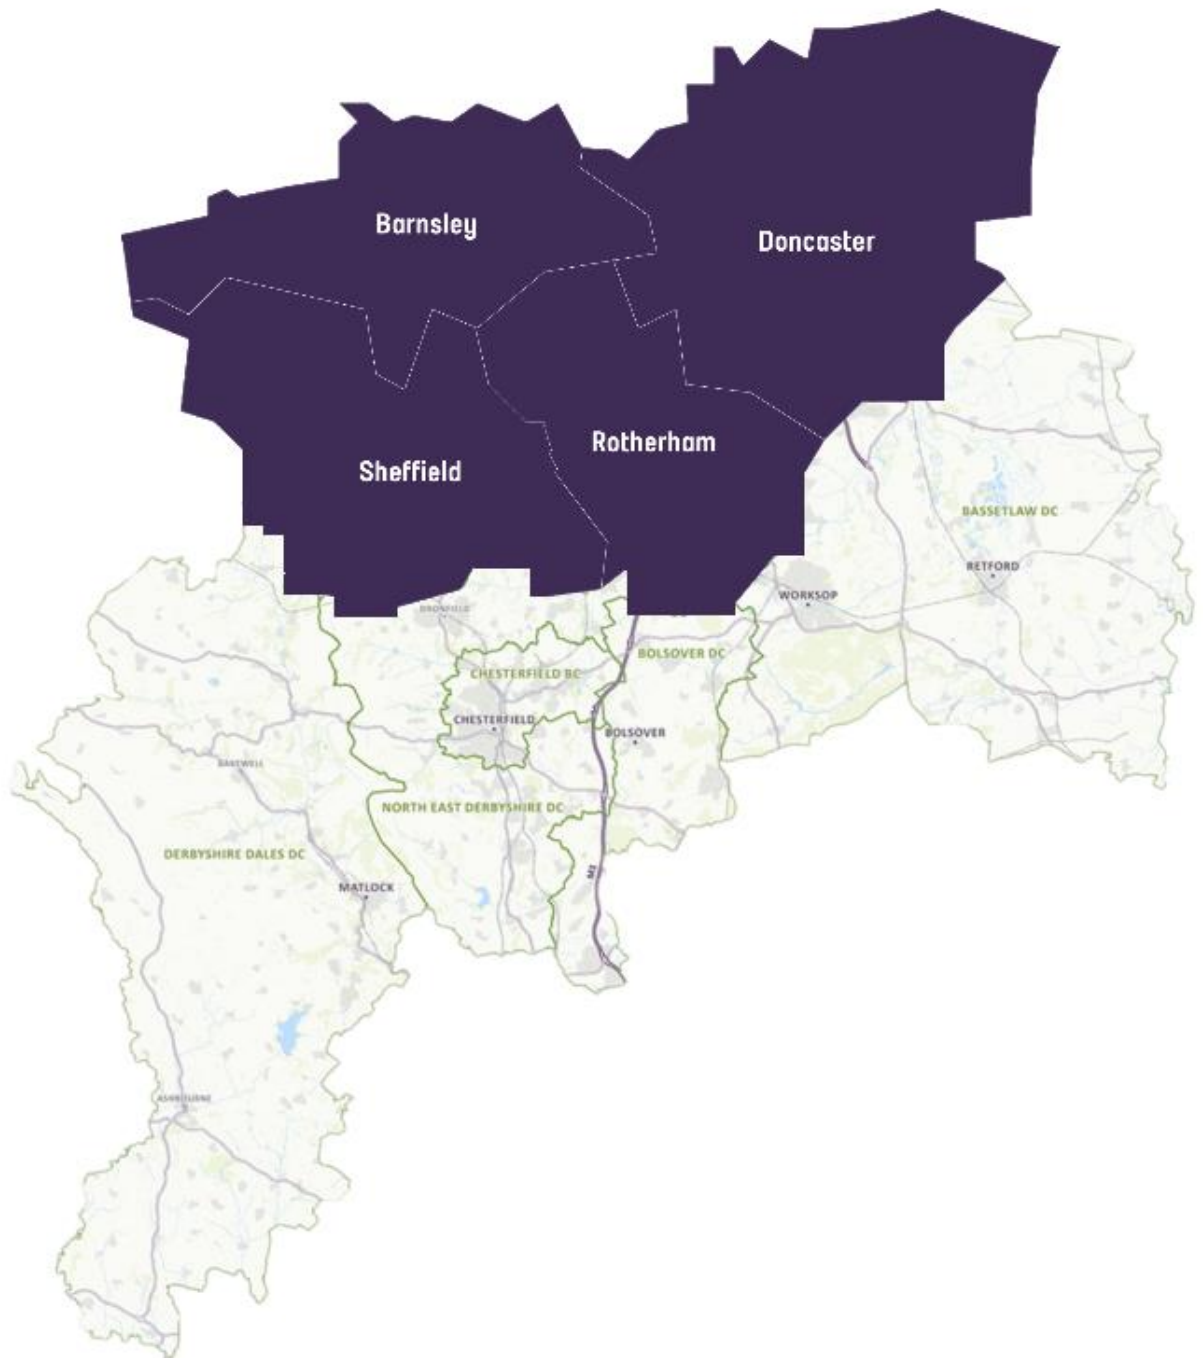 Barnsley
Doncaster
Rotherham
Sheffield
BASSETLAW DC
RETFORD
WORKSOP
DRONFIELD
BOLSOVER DC
CHESTERFIELD BC
CHESTERFIELD
BOLSOVER
BAKEWELL
NORTH EAST DERBYSHIRE DC
DERBYSHIRE DALES DC
M1
MATLOCK
ASHBOURNE